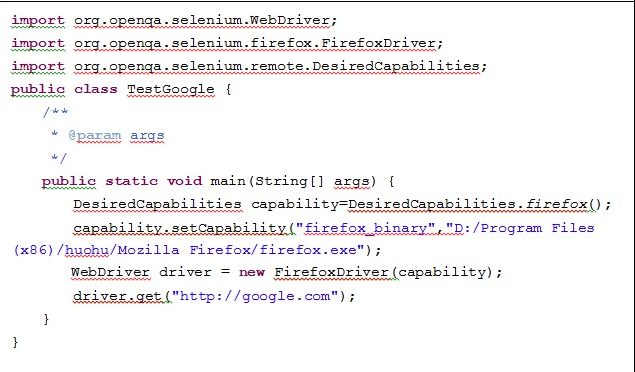 import org.openqa.selenium.WebDriver;
import org.openqa.selenium.firefox.FirefoxDriver;
import org.openqa.selenium.remote.DesiredCapabilities;
public class TestGoogle {
/**
* @param args
*/
public static void main(String[] args) {
DesiredCapabilities capability=DesiredCapabilities.firefox();
capability.setCapability("firefox_binary","D:/Program Files
(x86)/huohu/Mozilla Firefox/firefox.exe");
WebDriver driver = new FirefoxDriver(capability);
driver.get("http://google.com");
}
}